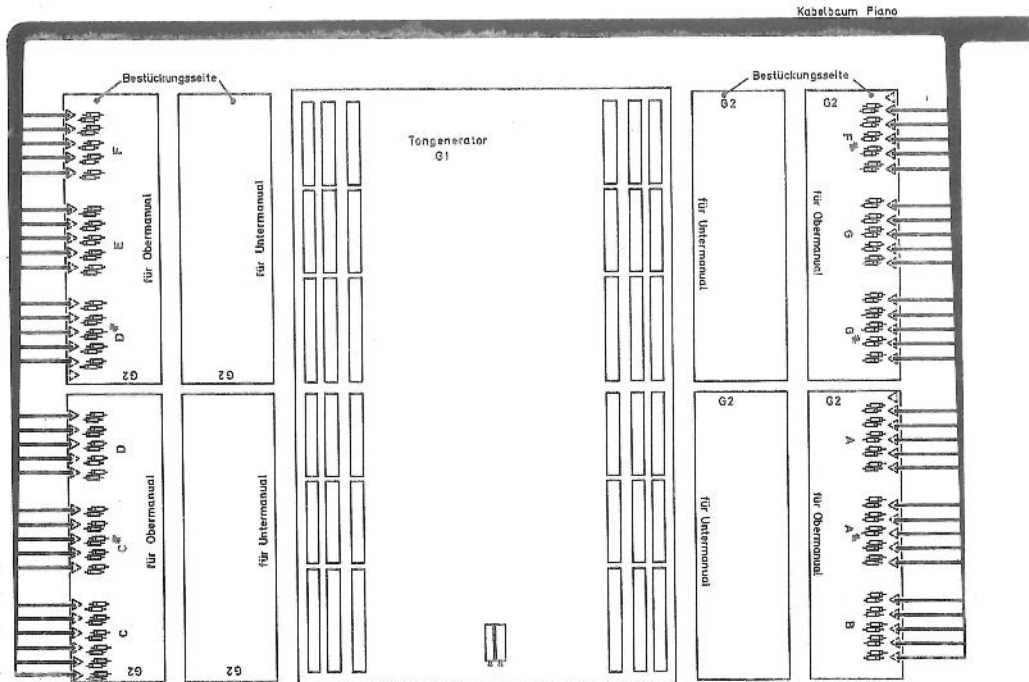 Kabelbaum Piano
Bestückungsseite
Bestückungsseite
F
für Obermanual
E
D#
G2
für Untermanual
G2
Tongenerator
G1
G2
für Untermanual
G2
F#
für Obermanual
G
G#
D
für Obermanual
C#
C
G2
für Untermanual
G2
G2
für Untermanual
G2
A
für Obermanual
A#
B